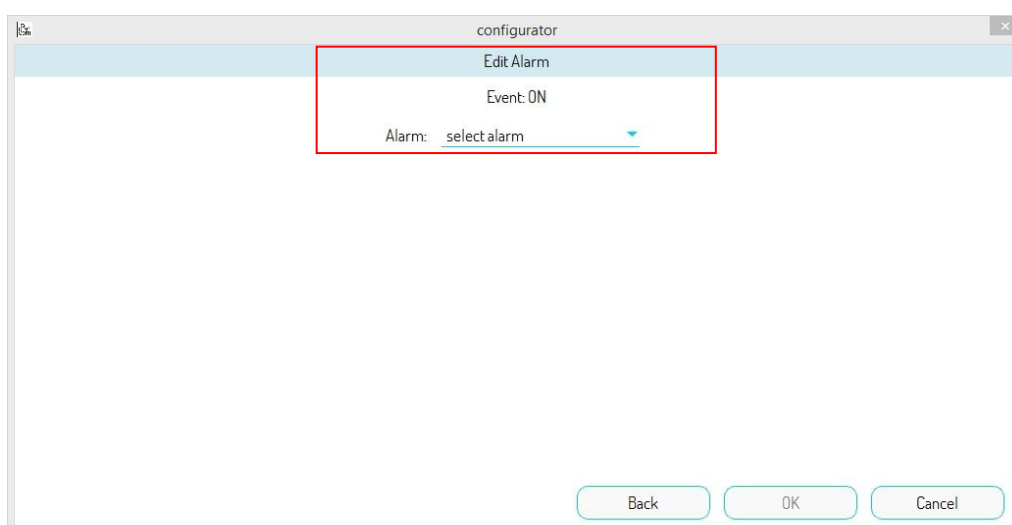 configurator
Edit Alarm
Event: ON
Alarm: select alarm
Back OK Cancel